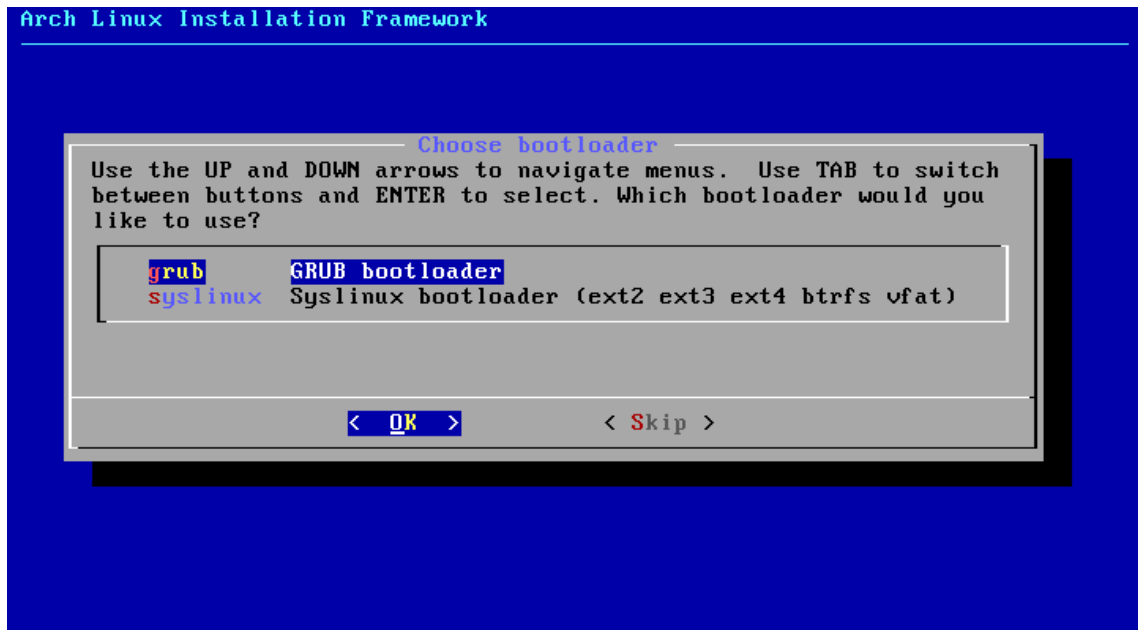 Arch Linux Installation Framework
Choose bootloader
Use the UP and DOWN arrows to navigate menus.  Use TAB to switch
between buttons and ENTER to select. Which bootloader would you
like to use?
grub GRUB bootloader
syslinux Syslinux bootloader (ext2 ext3 ext4 btrfs vfat)
< OK > < Skip >